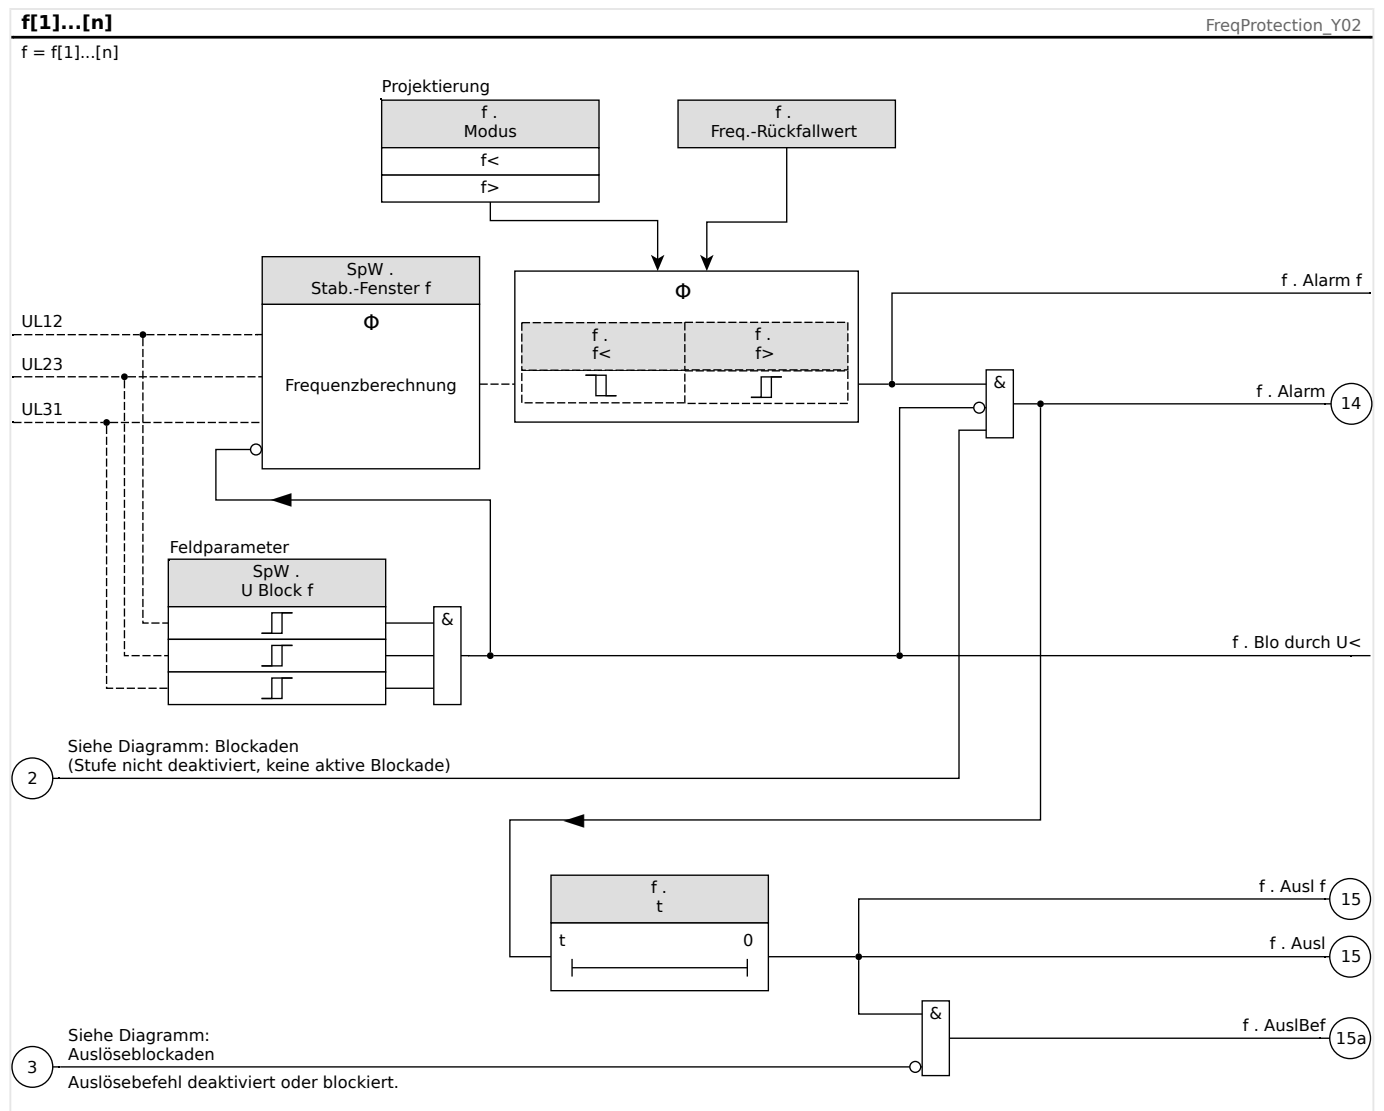 f[1]...[n]
FreqProtection_Y02
f = f[1]...[n]
Projektierung
f .
Modus
f<
f>
f .
Freq.-Rückfallwert
SpW .
Stab.-Fenster f
Φ
Frequenzberechnung
UL12
UL23
UL31
Φ
f .
f<
f .
f>
f . Alarm f
&
f . Alarm
14
Feldparameter
SpW .
U Block f
&
f . Blo durch U<
Siehe Diagramm: Blockaden
(Stufe nicht deaktiviert, keine aktive Blockade)
2
f .
t
t 0
f . Ausl f
15
f . Ausl
15
&
f . AuslBef
15a
Siehe Diagramm:
Auslöseblockaden
3
Auslösebefehl deaktiviert oder blockiert.